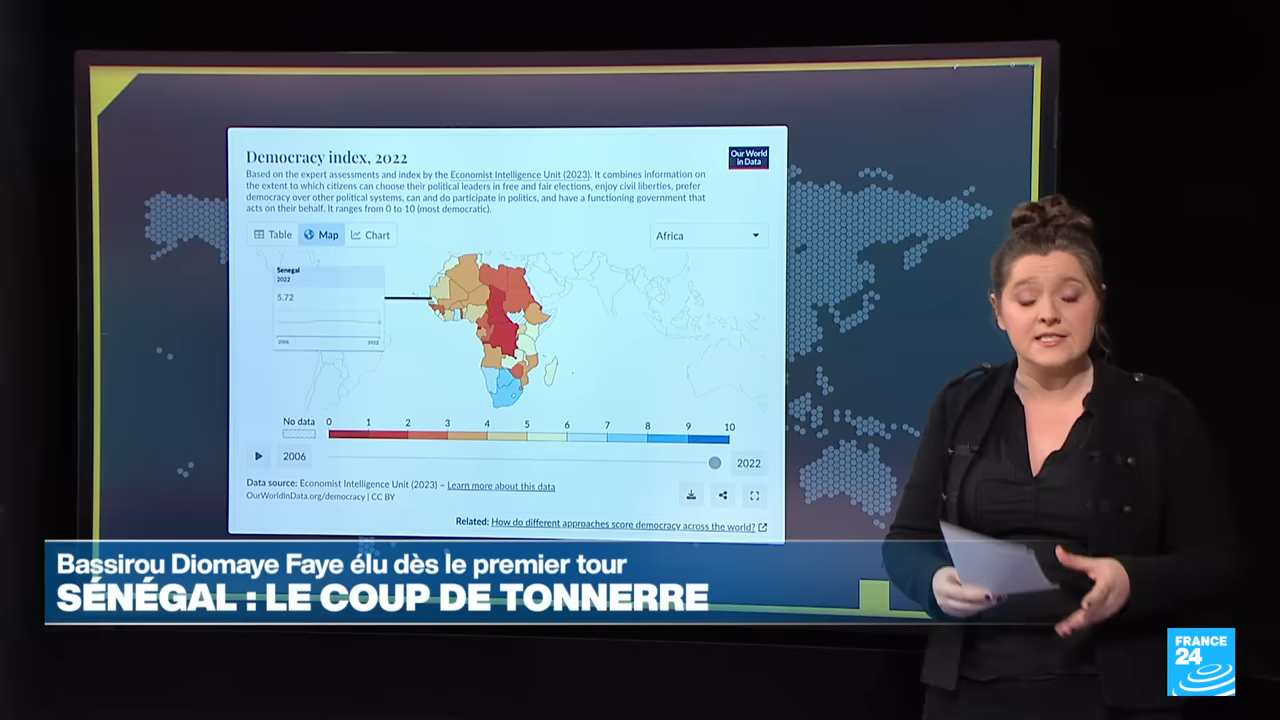 Democracy index, 2022
Our World
in Data
Based on the expert assessments and index by the Economist Intelligence Unit (2023). It combines information on
the extent to which citizens can choose their political leaders in free and fair elections, enjoy civil liberties, prefer
democracy over other political systems, can and do participate in politics, and have a functioning government that
acts on their behalf. It ranges from 0 to 10 (most democratic).
Table Map Chart
Africa
Senegal
2022
5.72
2006 2022
No data 0 1 2 3 4 5 6 7 8 9 10
2006 2022
Data source: Economist Intelligence Unit (2023) – Learn more about this data
OurWorldInData.org/democracy | CC BY
Related: How do different approaches score democracy across the world?
Bassirou Diomaye Faye élu dès le premier tour
SÉNÉGAL : LE COUP DE TONNERRE
FRANCE
24